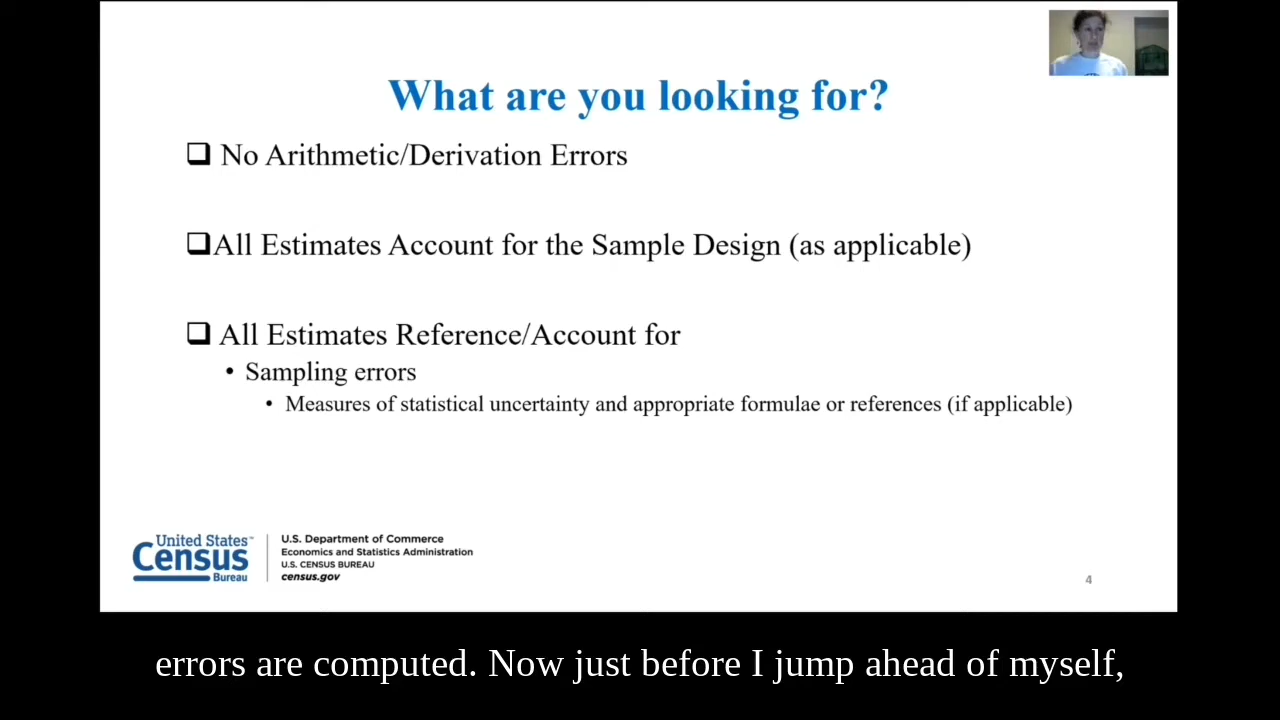 What are you looking for?
❑ No Arithmetic/Derivation Errors
❑All Estimates Account for the Sample Design (as applicable)
❑ All Estimates Reference/Account for
• Sampling errors
• Measures of statistical uncertainty and appropriate formulae or references (if applicable)
United States™
Census
Bureau
U.S. Department of Commerce
Economics and Statistics Administration
U.S. CENSUS BUREAU
census.gov
4
errors are computed. Now just before I jump ahead of myself,